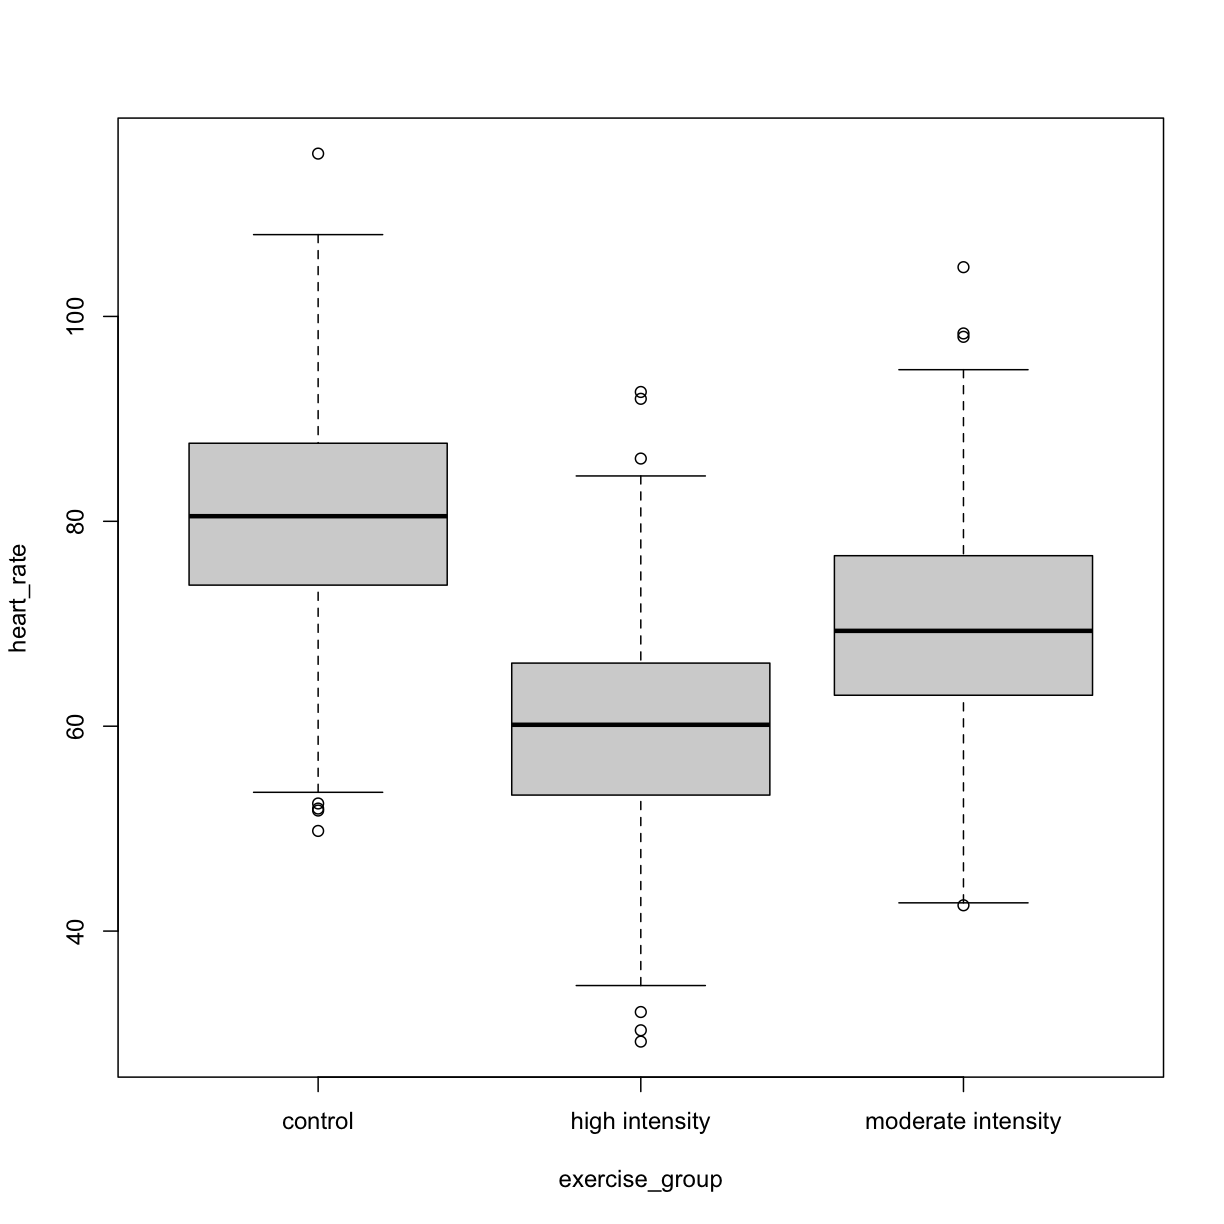 heart_rate
100
80
60
40
control high intensity moderate intensity
exercise_group